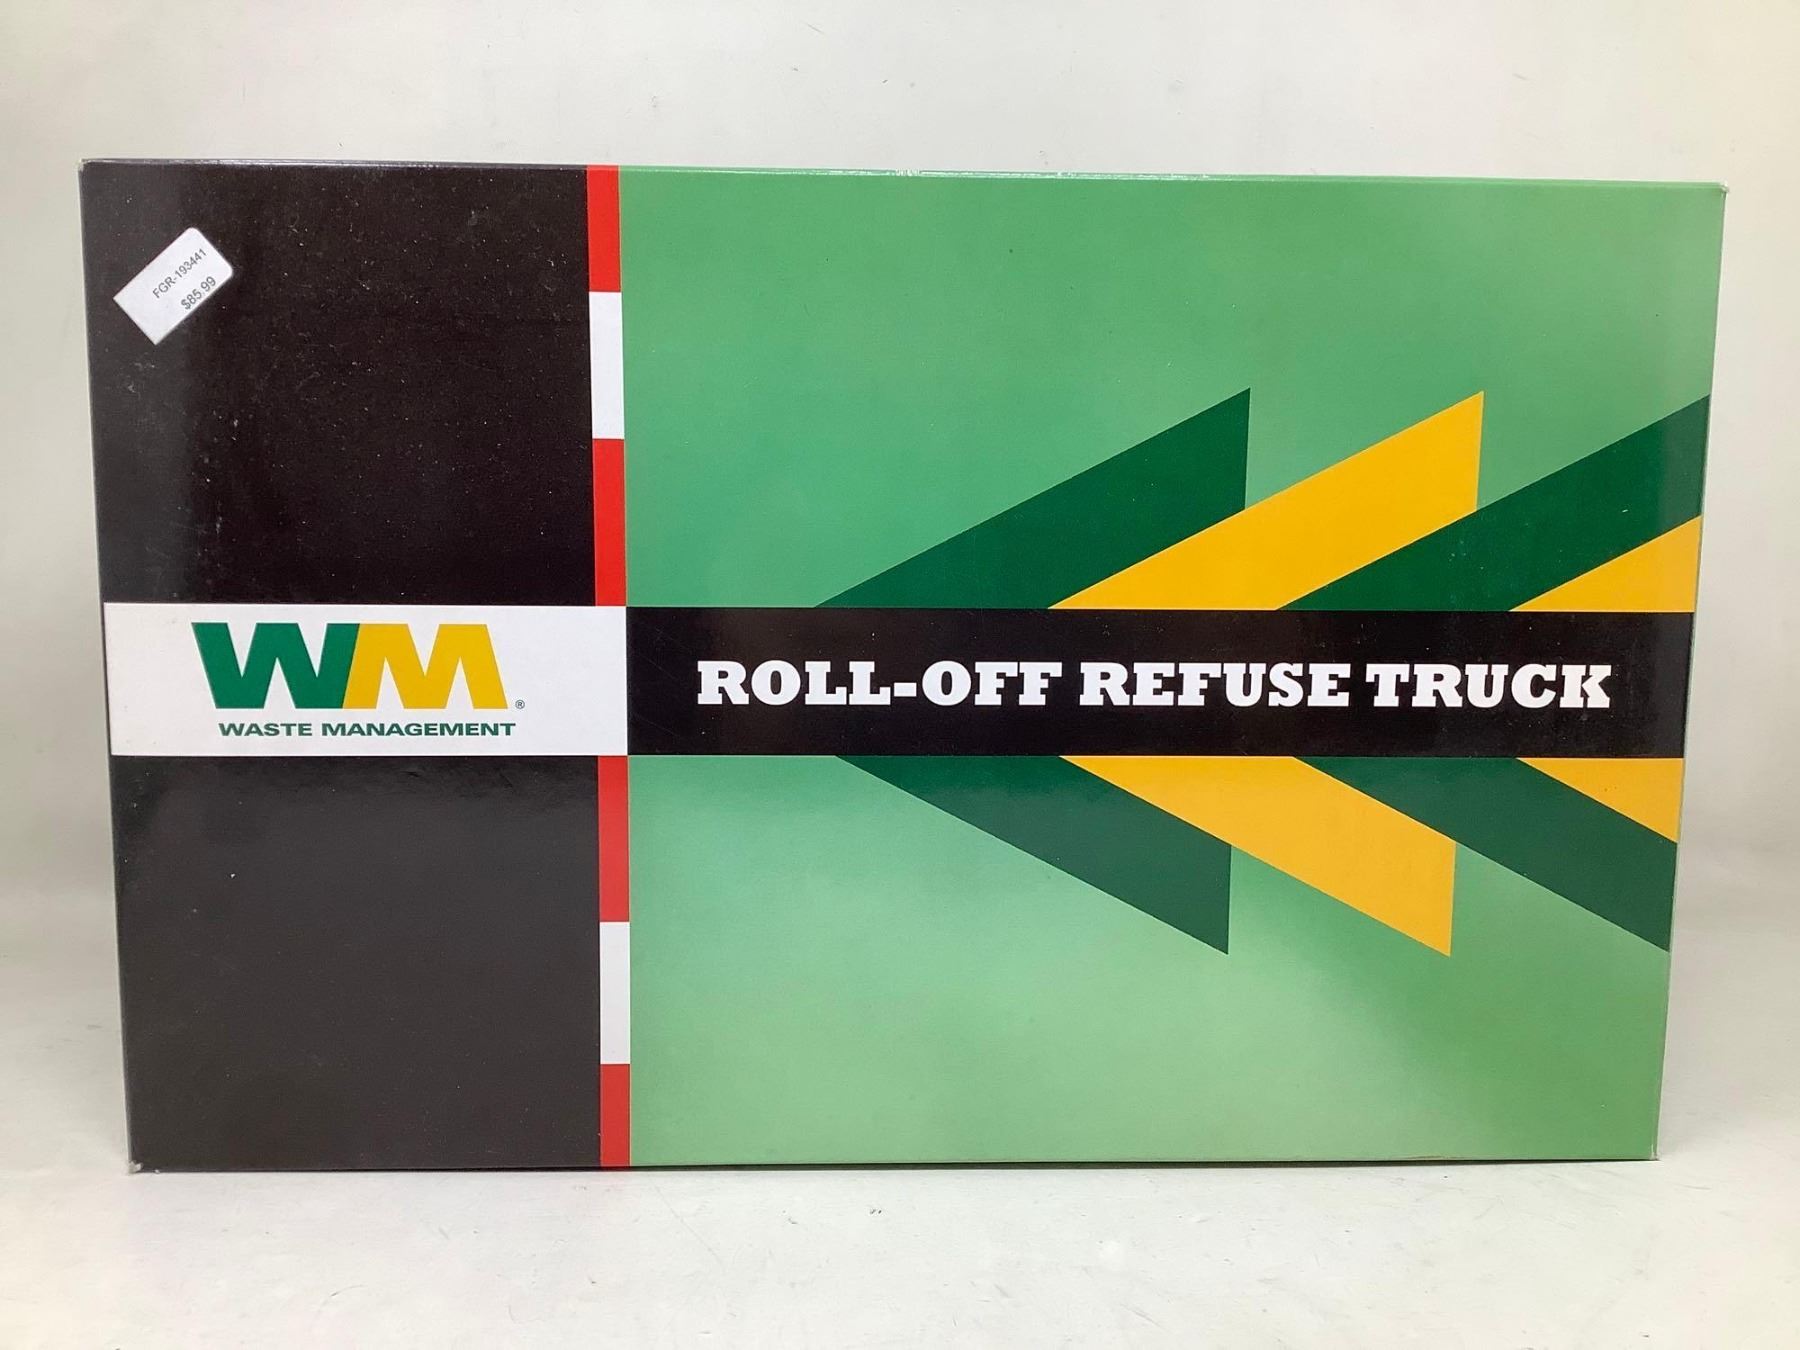 FGR-193441
$85.99
WM®
WASTE MANAGEMENT
ROLL-OFF REFUSE TRUCK